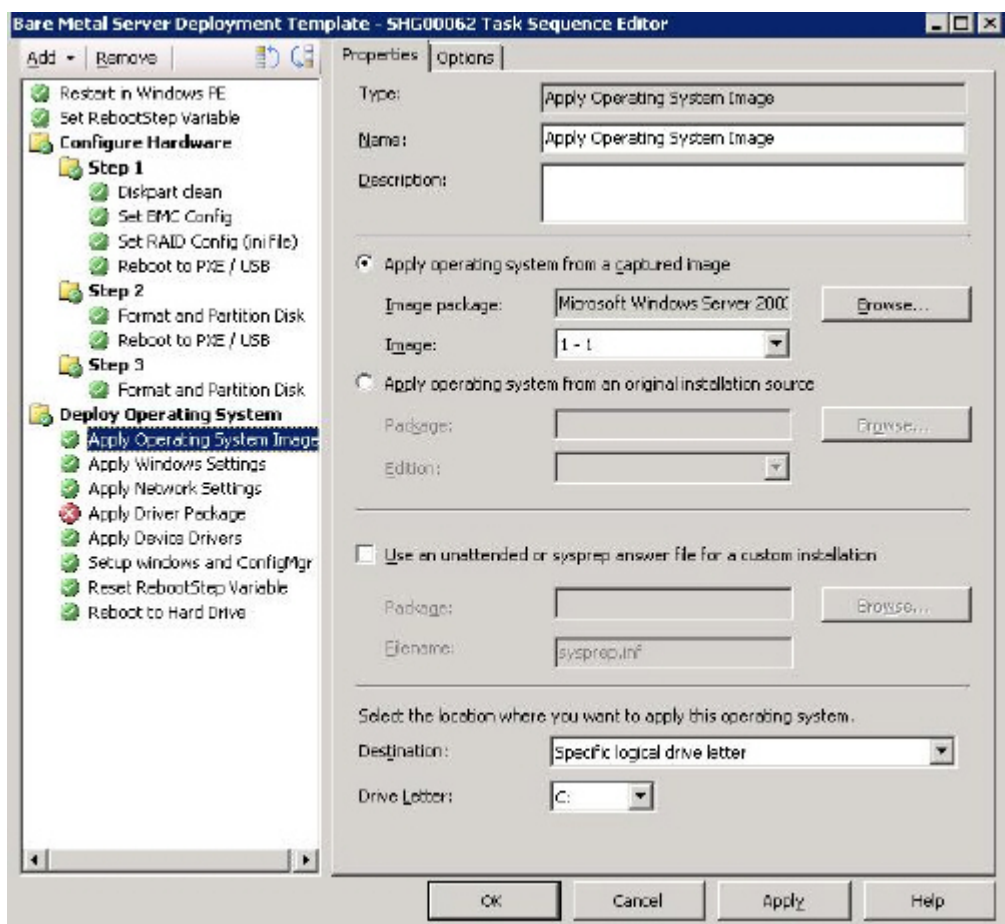 Bare Metal Server Deployment Template - SHG00062 Task Sequence Editor
Add Remove
Properties Options
Restart in Windows PE
Set RebootStep Variable
Configure Hardware
Step 1
Diskpart clean
Set BMC Config
Set RAID Config (ini File)
Reboot to PXE / USB
Step 2
Format and Partition Disk
Reboot to PXE / USB
Step 3
Format and Partition Disk
Deploy Operating System
Apply Operating System Image
Apply Windows Settings
Apply Network Settings
Apply Driver Package
Apply Device Drivers
Setup windows and ConfigMgr
Reset RebootStep Variable
Reboot to Hard Drive
Type: Apply Operating System Image
Name: Apply Operating System Image
Description:
Apply operating system from a captured image
Image package: Microsoft Windows Server 200 Browse...
Image: 1 - 1
Apply operating system from an original installation source
Package: Browse...
Edition:
Use an unattended or sysprep answer file for a custom installation
Package: Browse...
Filename: sysprep.inf
Select the location where you want to apply this operating system.
Destination: Specific logical drive letter
Drive Letter: C:
OK Cancel Apply Help